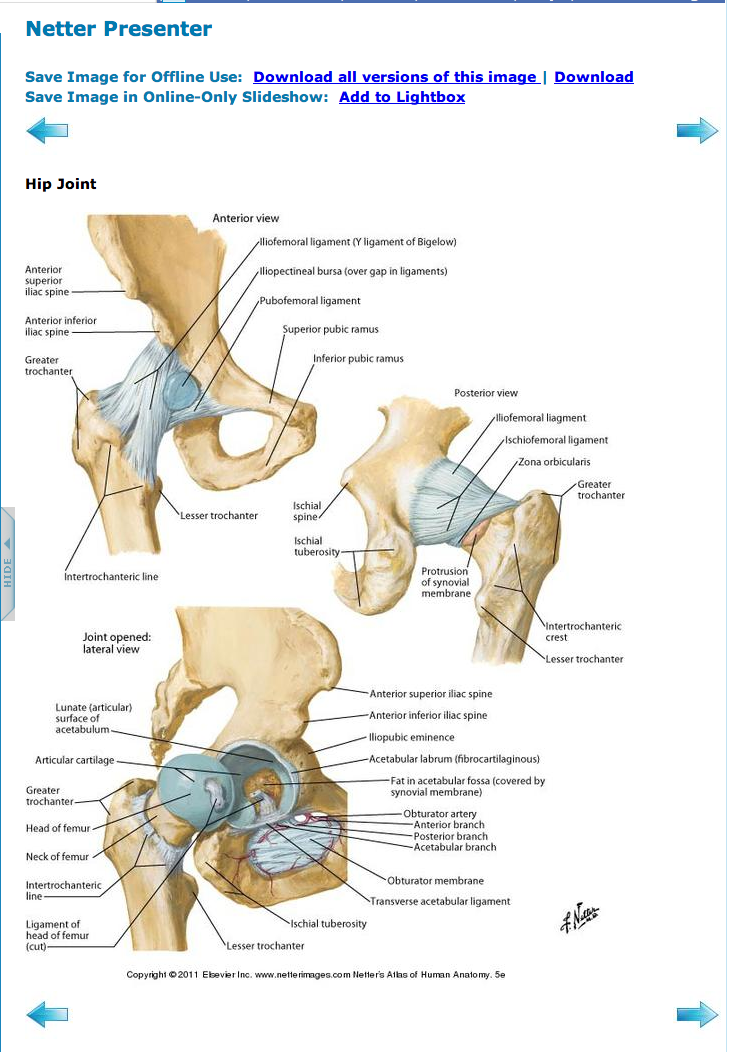 Netter Presenter
Save Image for Offline Use: Download all versions of this image | Download
Save Image in Online-Only Slideshow: Add to Lightbox
Hip Joint
Anterior view
Iliofemoral ligament (Y ligament of Bigelow)
Iliopectineal bursa (over gap in ligaments)
Pubofemoral ligament
Superior pubic ramus
Inferior pubic ramus
Anterior
superior
iliac spine
Anterior inferior
iliac spine
Greater
trochanter
Lesser trochanter
Intertrochanteric line
Posterior view
Iliofemoral liagment
Ischiofemoral ligament
Zona orbicularis
Greater
trochanter
Ischial
spine
Ischial
tuberosity
Protrusion
of synovial
membrane
Intertrochanteric
crest
Lesser trochanter
HIDE
Joint opened:
lateral view
Lunate (articular)
surface of
acetabulum
Articular cartilage
Greater
trochanter
Head of femur
Neck of femur
Intertrochanteric
line
Ligament of
head of femur
(cut)
Anterior superior iliac spine
Anterior inferior iliac spine
Iliopubic eminence
Acetabular labrum (fibrocartilaginous)
Fat in acetabular fossa (covered by
synovial membrane)
Obturator artery
Anterior branch
Posterior branch
Acetabular branch
Obturator membrane
Transverse acetabular ligament
Ischial tuberosity
Lesser trochanter
F. Netter
Copyright © 2011 Elsevier Inc. www.netterimages.com Netter's Atlas of Human Anatomy. 5e